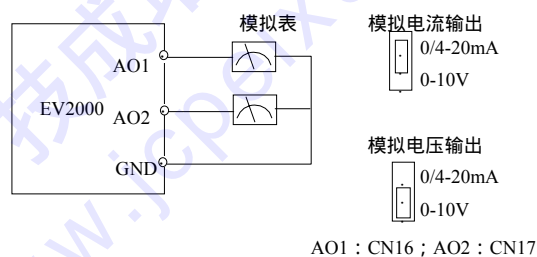 模拟表
AO1
EV2000
AO2
GND
模拟电流输出
0/4-20mA
0-10V
模拟电压输出
0/4-20mA
0-10V
AO1：CN16；AO2：CN17